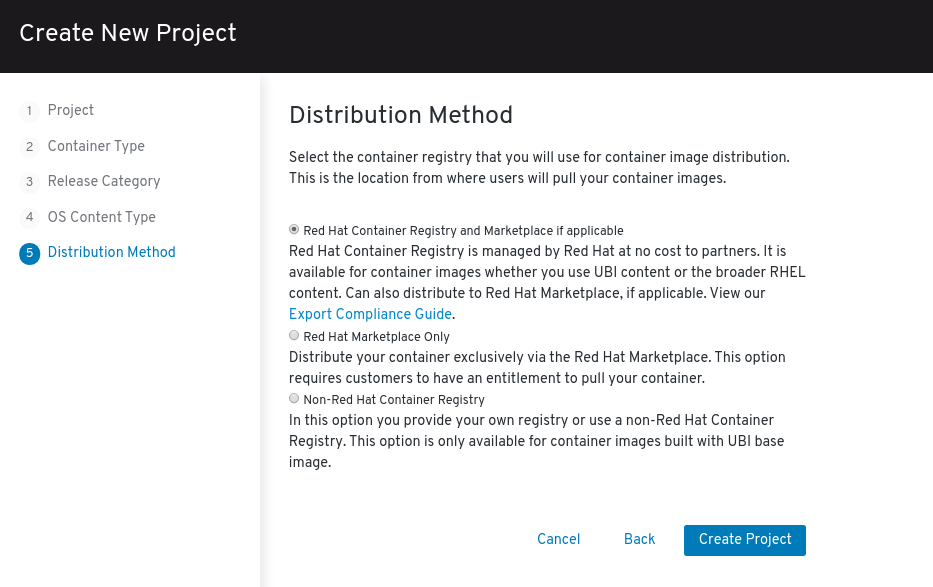 Create New Project
1 Project
2 Container Type
3 Release Category
4 OS Content Type
5 Distribution Method
Distribution Method
Select the container registry that you will use for container image distribution.
This is the location from where users will pull your container images.
Red Hat Container Registry and Marketplace if applicable
Red Hat Container Registry is managed by Red Hat at no cost to partners. It is
available for container images whether you use UBI content or the broader RHEL
content. Can also distribute to Red Hat Marketplace, if applicable. View our
Export Compliance Guide.
Red Hat Marketplace Only
Distribute your container exclusively via the Red Hat Marketplace. This option
requires customers to have an entitlement to pull your container.
Non-Red Hat Container Registry
In this option you provide your own registry or use a non-Red Hat Container
Registry. This option is only available for container images built with UBI base
image.
Cancel Back Create Project